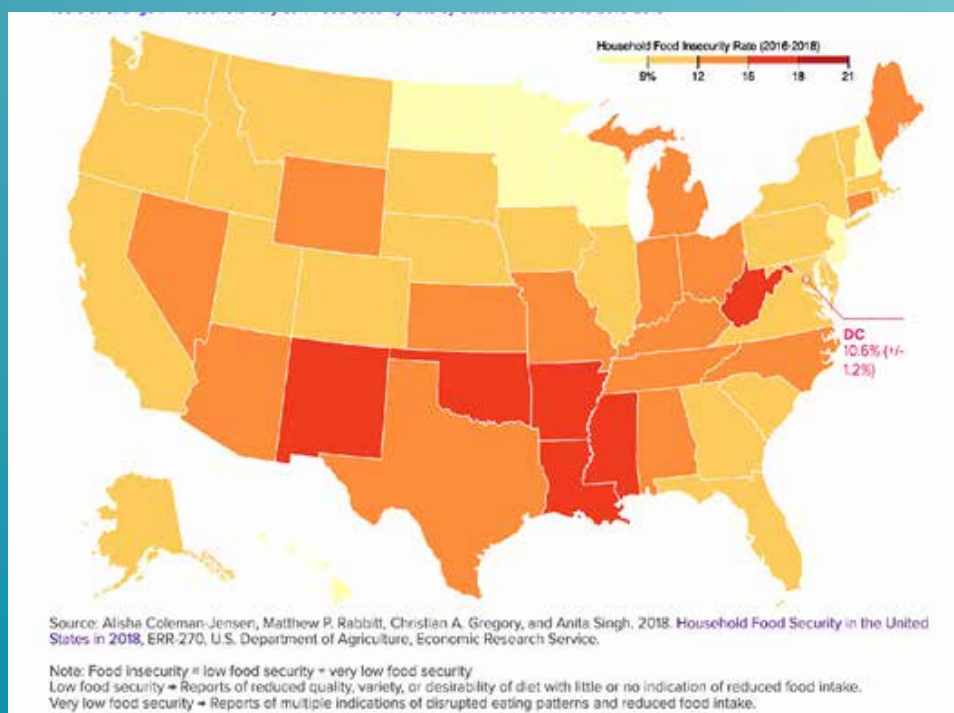 Household Food Insecurity Rate (2016-2018)
9% 12 15 18 21
DC
10.6% (+/-
1.2%)
Source: Alisha Coleman-Jensen, Matthew P. Rabbitt, Christian A. Gregory, and Anita Singh. 2018. Household Food Security in the United
States in 2018, ERR-270, U.S. Department of Agriculture, Economic Research Service.
Note: Food insecurity = low food security + very low food security
Low food security = Reports of reduced quality, variety, or desirability of diet with little or no indication of reduced food intake.
Very low food security = Reports of multiple indications of disrupted eating patterns and reduced food intake.